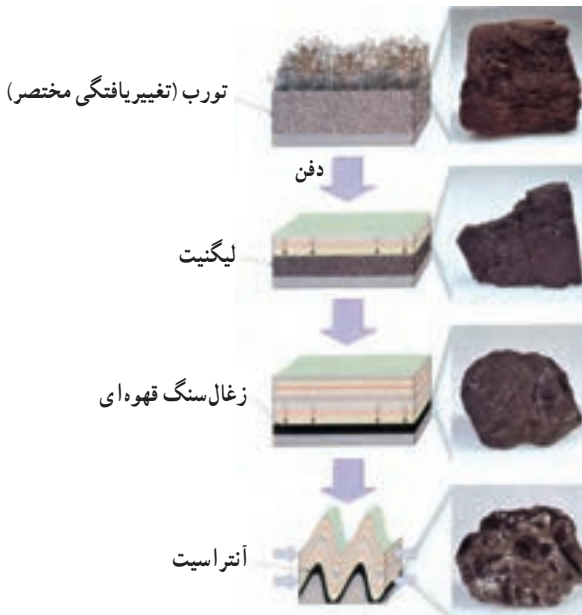 تورب (تغییریافتگی مختصر)
دفن
لیگنیت
زغال‌سنگ قهوه‌ای
آنتراسیت